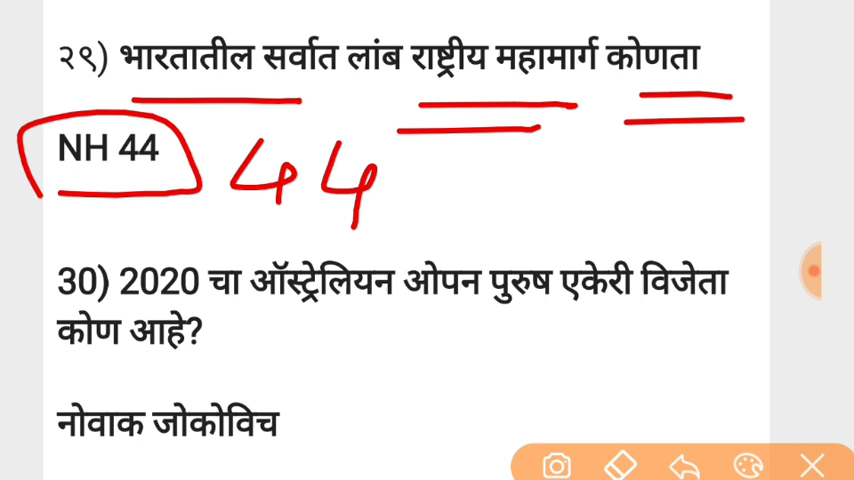 २९) भारतातील सर्वात लांब राष्ट्रीय महामार्ग कोणता
NH 44
44
30) 2020 चा ऑस्ट्रेलियन ओपन पुरुष एकेरी विजेता
कोण आहे?
नोवाक जोकोविच